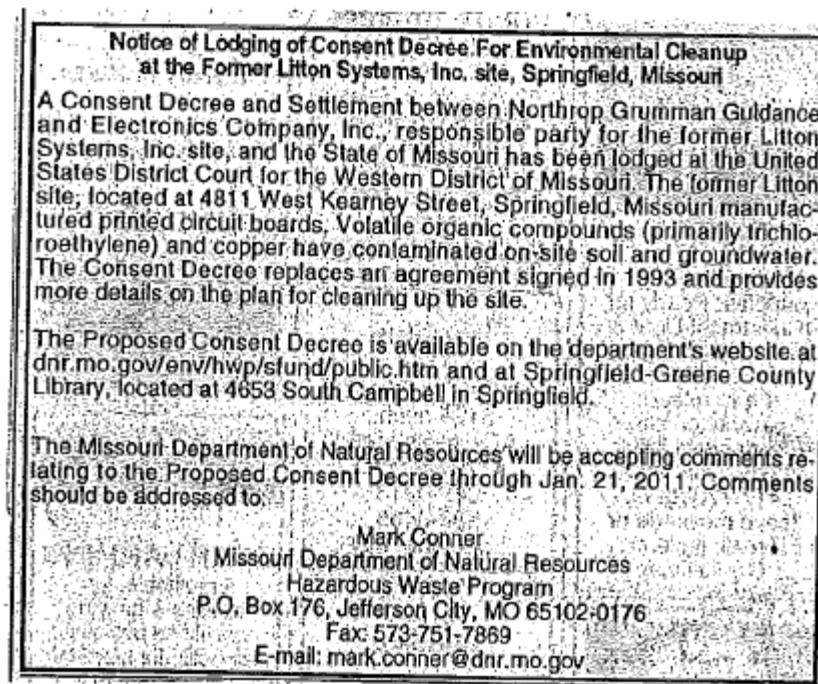 Notice of Lodging of Consent Decree For Environmental Cleanup
at the Former Litton Systems, Inc. site, Springfield, Missouri
A Consent Decree and Settlement between Northrop Grumman Guidance
and Electronics Company, Inc., responsible party for the former Litton
Systems, Inc. site, and the State of Missouri has been lodged at the United
States District Court for the Western District of Missouri. The former Litton
site, located at 4811 West Kearney Street, Springfield, Missouri manufac-
tured printed circuit boards. Volatile organic compounds (primarily trichlo-
roethylene) and copper have contaminated on-site soil and groundwater.
The Consent Decree replaces an agreement signed in 1993 and provides
more details on the plan for cleaning up the site.
The Proposed Consent Decree is available on the department's website at
dnr.mo.gov/env/hwp/sfund/public.htm and at Springfield-Greene County
Library, located at 4653 South Campbell in Springfield.
The Missouri Department of Natural Resources will be accepting comments re-
lating to the Proposed Consent Decree through Jan. 21, 2011. Comments
should be addressed to:
Mark Conner
Missouri Department of Natural Resources
Hazardous Waste Program
P.O. Box 176, Jefferson City, MO 65102-0176
Fax: 573-751-7869
E-mail: mark.conner@dnr.mo.gov